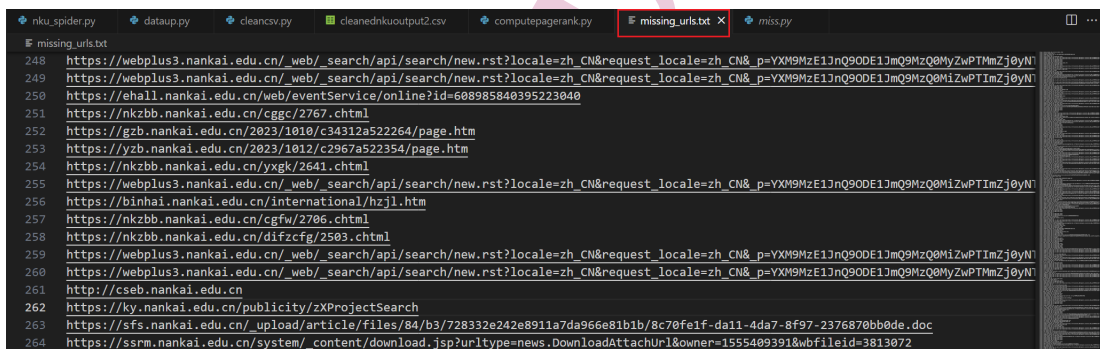 nku_spider.py dataup.py cleancsv.py cleanednkuoutput2.csv computepagerank.py missing_urls.txt miss.py
missing_urls.txt
248 https://webplus3.nankai.edu.cn/_web/_search/api/search/new.rst?locale=zh_CN&request_locale=zh_CN&_p=YXM9MzE1JnQ9ODE1JmQ9MzQ0MyZwPTMmZj0yNT
249 https://webplus3.nankai.edu.cn/_web/_search/api/search/new.rst?locale=zh_CN&request_locale=zh_CN&_p=YXM9MzE1JnQ9ODE1JmQ9MzQ0MyZwPTImZj0yNT
250 https://ehall.nankai.edu.cn/web/eventService/online?id=608985840395223040
251 https://nkzbb.nankai.edu.cn/cggc/2767.chtml
252 https://gzb.nankai.edu.cn/2023/1010/c34312a522264/page.htm
253 https://yzb.nankai.edu.cn/2023/1012/c2967a522354/page.htm
254 https://nkzbb.nankai.edu.cn/yxgk/2641.chtml
255 https://webplus3.nankai.edu.cn/_web/_search/api/search/new.rst?locale=zh_CN&request_locale=zh_CN&_p=YXM9MzE1JnQ9ODE1JmQ9MzQ0MiZwPTImZj0yNT
256 https://binhai.nankai.edu.cn/international/hzjl.htm
257 https://nkzbb.nankai.edu.cn/cgfw/2706.chtml
258 https://nkzbb.nankai.edu.cn/difzcfg/2503.chtml
259 https://webplus3.nankai.edu.cn/_web/_search/api/search/new.rst?locale=zh_CN&request_locale=zh_CN&_p=YXM9MzE1JnQ9ODE1JmQ9MzQ0MiZwPTImZj0yNT
260 https://webplus3.nankai.edu.cn/_web/_search/api/search/new.rst?locale=zh_CN&request_locale=zh_CN&_p=YXM9MzE1JnQ9ODE1JmQ9MzQ0MiZwPTMmZj0yNT
261 http://cseb.nankai.edu.cn
262 https://ky.nankai.edu.cn/publicity/zXProjectSearch
263 https://sfs.nankai.edu.cn/_upload/article/files/84/b3/728332e242e8911a7da966e81b1b/8c70fe1f-da11-4da7-8f97-2376870bb0de.doc
264 https://ssrm.nankai.edu.cn/system/_content/download.jsp?urltype=news.DownloadAttachUrl&owner=1555409391&wbfileid=3813072